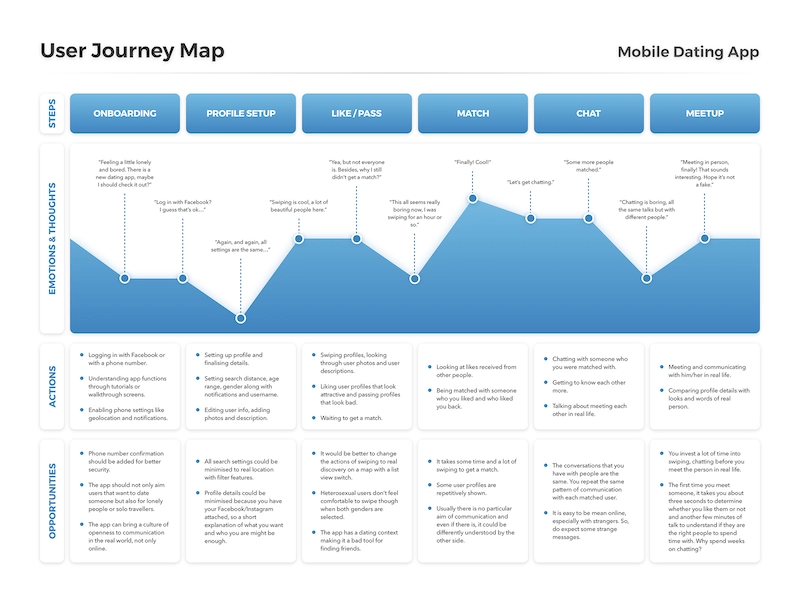 User Journey Map
Mobile Dating App
STEPS
ONBOARDING
PROFILE SETUP
LIKE / PASS
MATCH
CHAT
MEETUP
EMOTIONS & THOUGHTS
"Feeling a little lonely
and bored. There is a
new dating app, maybe
I should check it out?"
"Log in with Facebook?
I guess that's ok…"
"Again, and again, all
settings are the same…"
"Swiping is cool, a lot of
beautiful people here."
"Yea, but not everyone
is. Besides, why I still
didn't get a match?"
"This all seems really
boring now, I was
swiping for an hour or
so."
"Finally! Cool!"
"Let's get chatting."
"Some more people
matched."
"Chatting is boring, all
the same talks but with
different people."
"Meeting in person,
finally! That sounds
interesting. Hope it's not
a fake."
ACTIONS
Logging in with Facebook or
with a phone number.
Understanding app functions
through tutorials or
walkthrough screens.
Enabling phone settings like
geolocation and notifications.
Setting up profile and
finalising details.
Setting search distance, age
range, gender along with
notifications and username.
Editing user info, adding
photos and description.
Swiping profiles, looking
through user photos and user
descriptions.
Liking user profiles that look
attractive and passing profiles
that look bad.
Waiting to get a match.
Looking at likes received from
other people.
Being matched with someone
you liked and who liked
you back.
Chatting with someone who
you were matched with.
Getting to know each other
more.
Talking about meeting each
other in real life.
Meeting and communicating
with him/her in real life.
Comparing profile details with
looks and words of real
person.
OPPORTUNITIES
Phone number confirmation
should be added for better
security.
The app should not only aim
users that want to date
someone but also for lonely
people or solo travellers.
The app can bring a culture of
openness to communication
in the real world, not only
online.
All search settings could be
minimised to real location
with filter features.
Profile details could be
minimised because you have
your Facebook/Instagram
attached, so a short
explanation of what you want
and who you are might be
enough.
It would be better to change
the actions of swiping to real
discovery on a map with a list
view switch.
Heterosexual users don't feel
comfortable to swipe though
when both genders are
selected.
The app has a dating context
making it a bad tool for
finding friends.
It takes some time and a lot of
swiping to get a match.
Some user profiles are
repetitively shown.
Usually there is no particular
aim of communication and
even if there is, it could be
differently understood by the
other side.
The conversations that you
have with people are the
same. You repeat the same
pattern of communication
with each matched user.
It is easy to be mean online,
especially with strangers. So,
do expect some strange
messages.
You invest a lot of time into
swiping, chatting before you
meet the person in real life.
The first time you meet
someone, it takes you about
three seconds to determine
whether you like them or not
and another few minutes of
talk to understand if they are
the right people to spend
time with. Why spend weeks
on chatting?